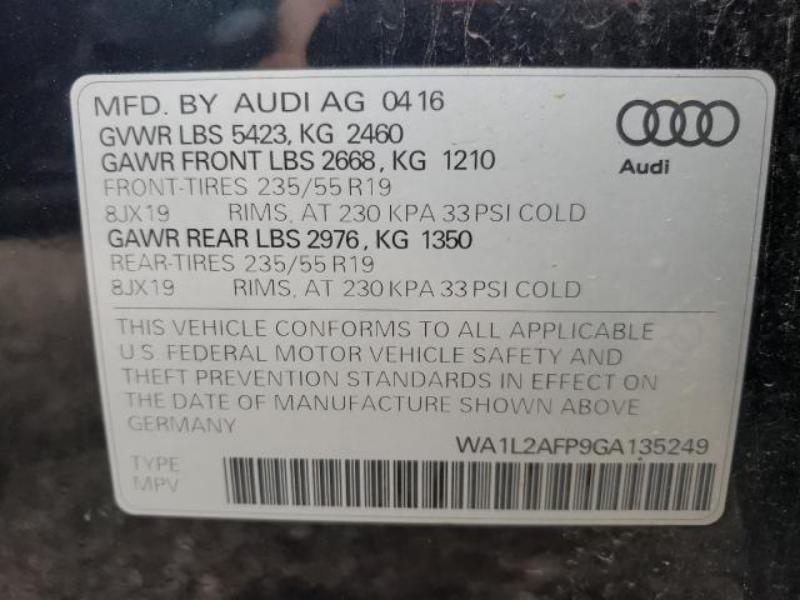 MFD. BY AUDI AG 04 16
GVWR LBS 5423, KG 2460
GAWR FRONT LBS 2668, KG 1210
FRONT-TIRES 235/55 R19
8JX19 RIMS, AT 230 KPA 33 PSI COLD
GAWR REAR LBS 2976, KG 1350
REAR-TIRES 235/55 R19
8JX19 RIMS, AT 230 KPA 33 PSI COLD
Audi
THIS VEHICLE CONFORMS TO ALL APPLICABLE
U.S. FEDERAL MOTOR VEHICLE SAFETY AND
THEFT PREVENTION STANDARDS IN EFFECT ON
THE DATE OF MANUFACTURE SHOWN ABOVE
GERMANY
WA1L2AFP9GA135249
TYPE
MPV